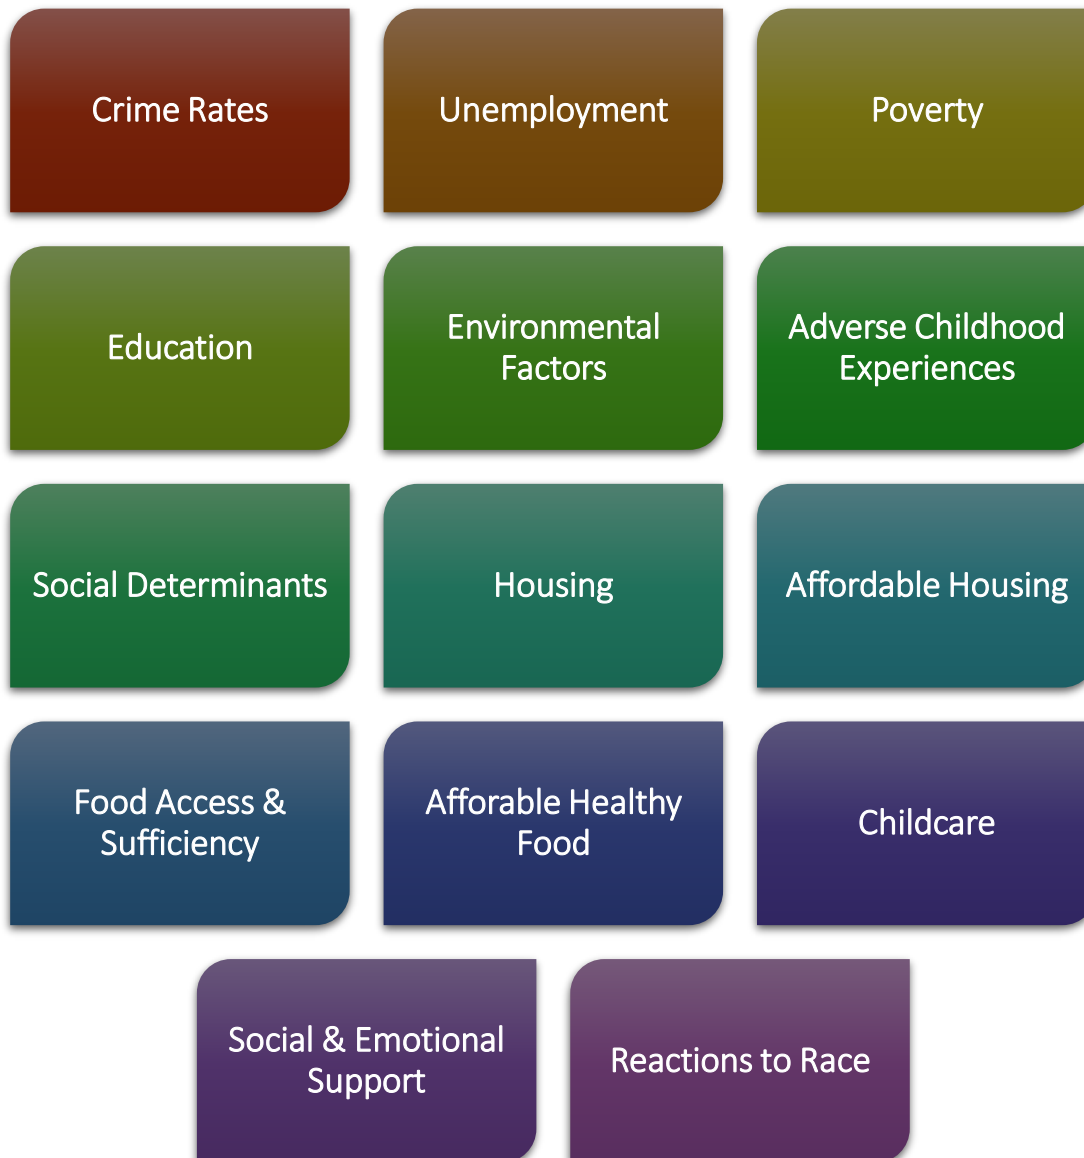 Crime Rates
Unemployment
Poverty
Education
Environmental
Factors
Adverse Childhood
Experiences
Social Determinants
Housing
Affordable Housing
Food Access &
Sufficiency
Afforable Healthy
Food
Childcare
Social & Emotional
Support
Reactions to Race